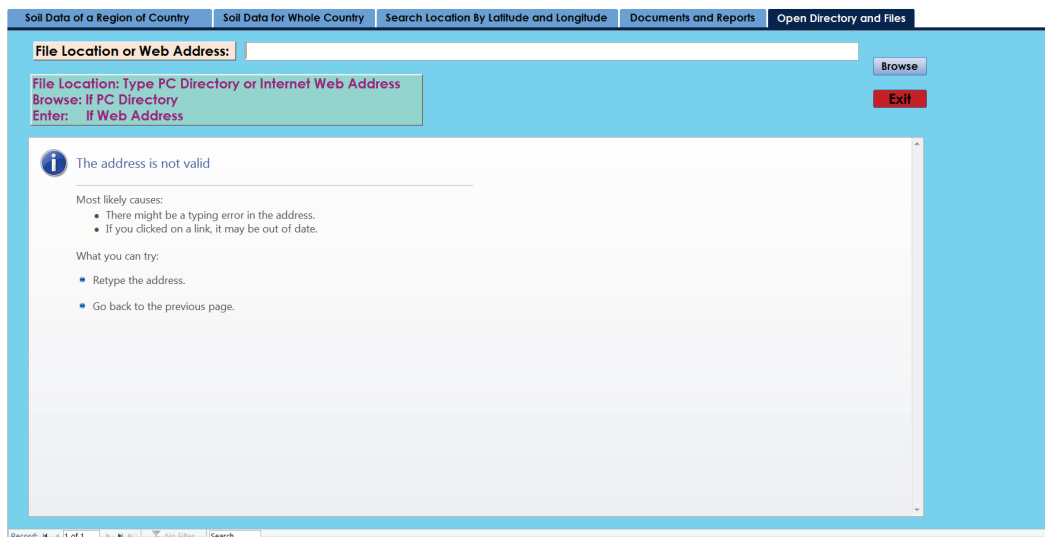 Soil Data of a Region of Country Soil Data for Whole Country Search Location By Latitude and Longitude Documents and Reports Open Directory and Files
File Location or Web Address:
Browse
File Location: Type PC Directory or Internet Web Address
Browse: If PC Directory
Enter: If Web Address
Exit
The address is not valid
Most likely causes:
There might be a typing error in the address.
If you clicked on a link, it may be out of date.
What you can try:
Retype the address.
Go back to the previous page.
Record: 1 of 1 No Filter Search